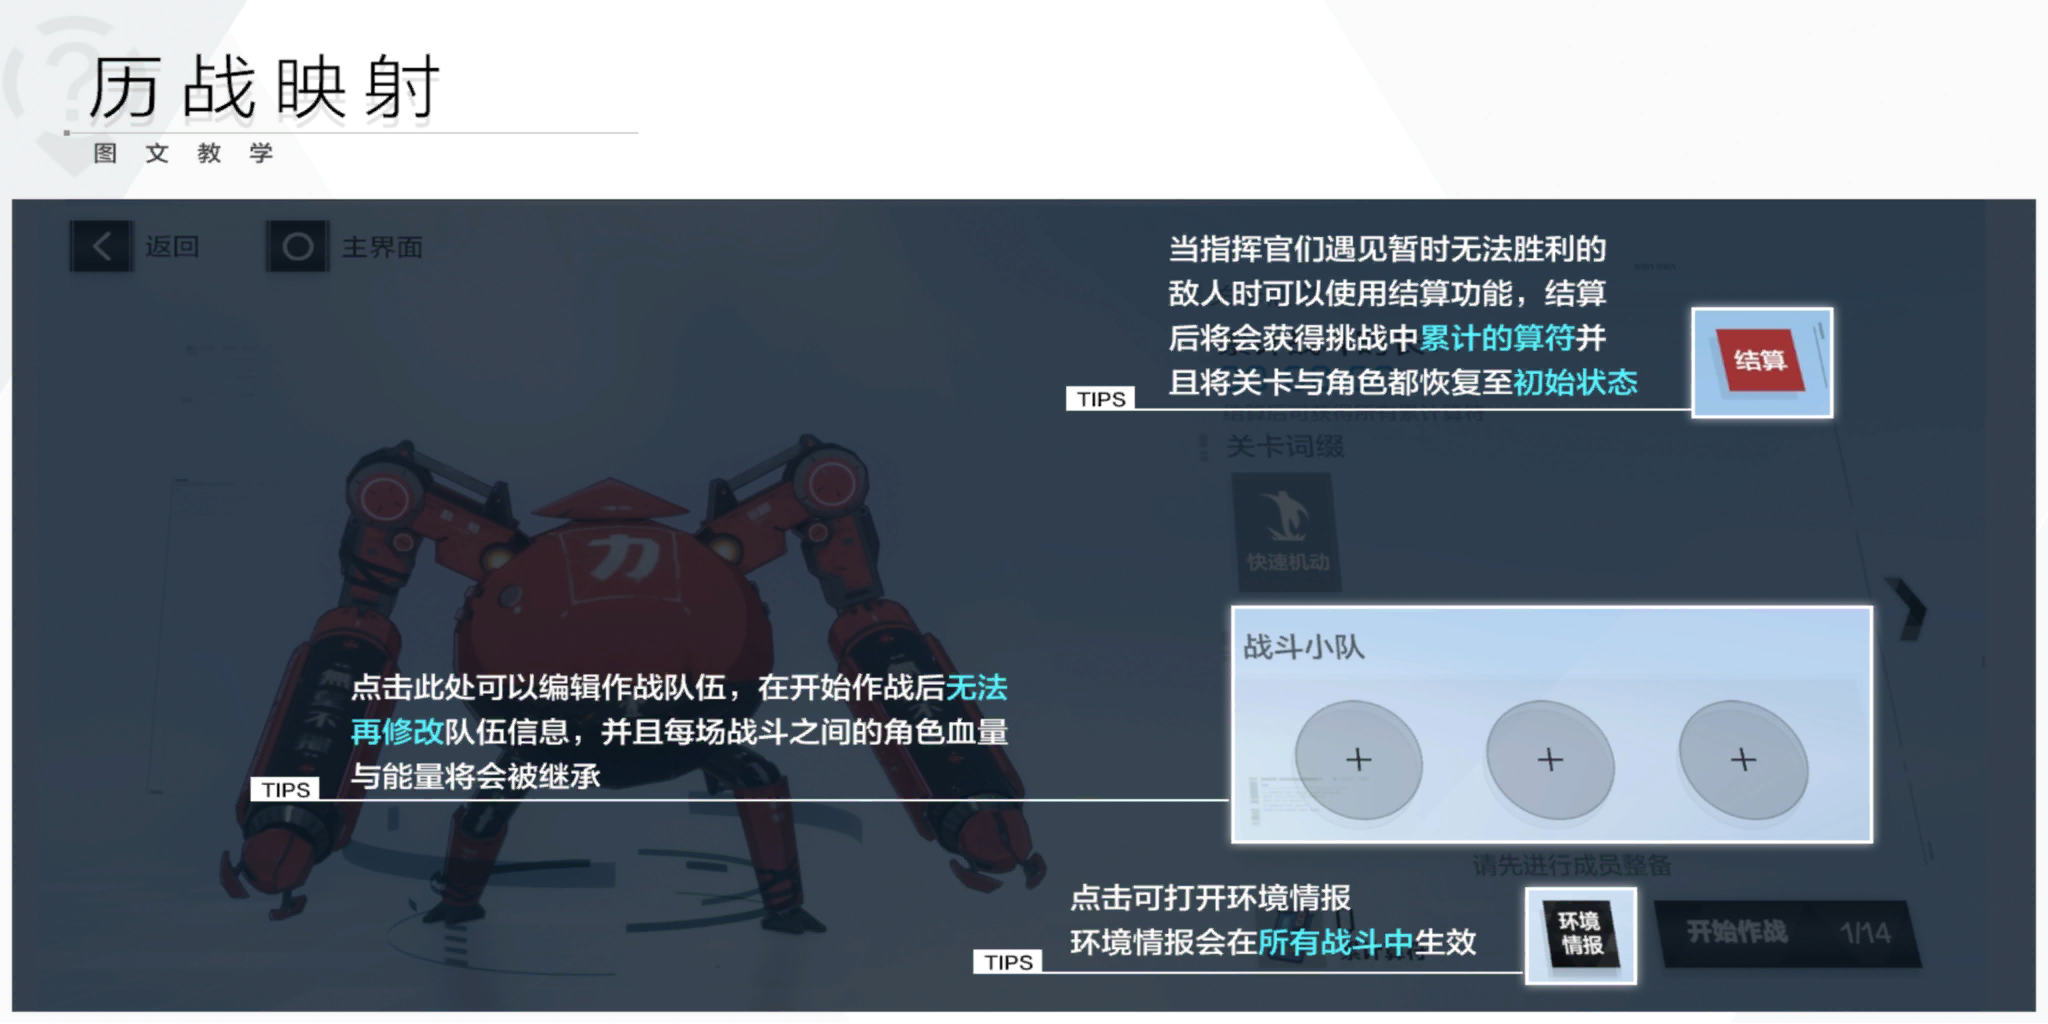 历战映射
图文教学
返回
主界面
当指挥官们遇见暂时无法胜利的
敌人时可以使用结算功能，结算
后将会获得挑战中累计的算符并
且将关卡与角色都恢复至初始状态
TIPS
结算
关卡词缀
快速机动
力
战斗小队
点击此处可以编辑作战队伍，在开始作战后无法
再修改队伍信息，并且每场战斗之间的角色血量
与能量将会被继承
TIPS
请先进行成员整备
点击可打开环境情报
环境情报会在所有战斗中生效
TIPS
环境
情报
开始作战
1/14